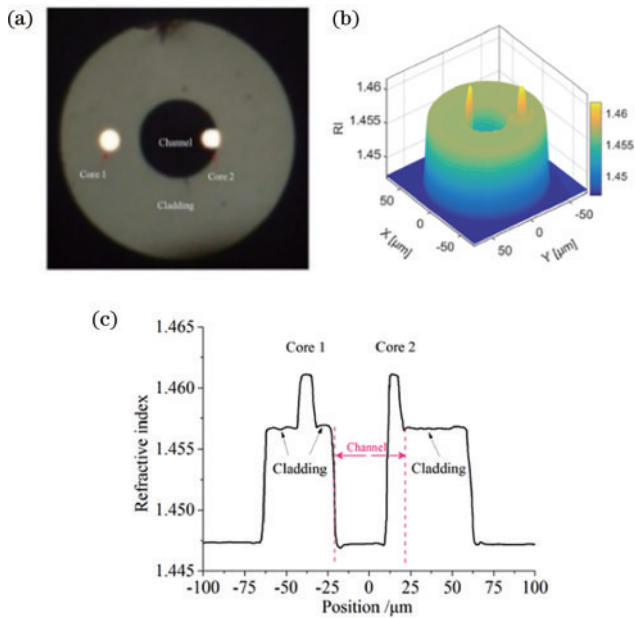 (a)
Channel
Core 1
Core 2
Cladding
(b)
RI
1.46
1.455
1.45
50
0
-50
X [μm]
50
0
-50
Y [μm]
1.46
1.455
1.45
(c)
Refractive index
1.465
1.460
1.455
1.450
1.445
Core 1
Core 2
Channel
Cladding
Cladding
-100
-75
-50
-25
0
25
50
75
100
Position /μm